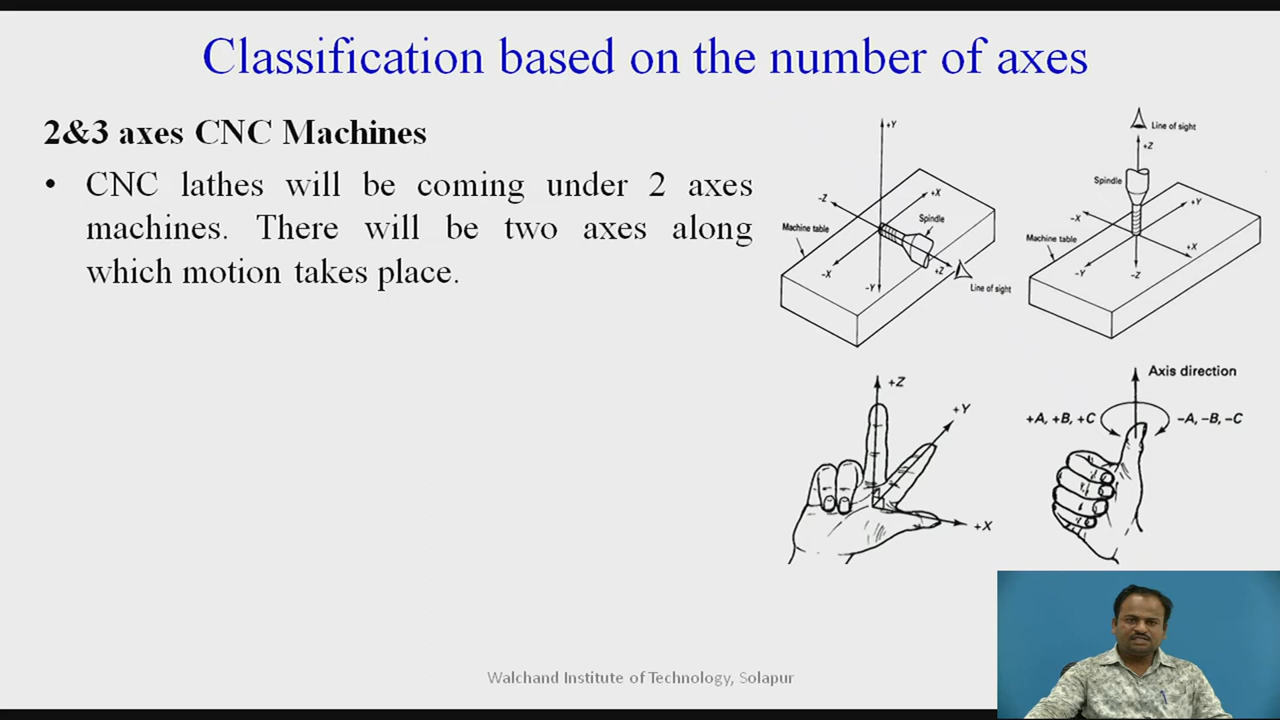 Classification based on the number of axes
2&3 axes CNC Machines
• CNC lathes will be coming under 2 axes
machines. There will be two axes along
which motion takes place.
+Y
-Z
+X
Spindle
Machine table
-X
-Y
+Z
Line of sight
Line of sight
+Z
Spindle
-X
+Y
Machine table
+X
-Y
-Z
+Z
+Y
+X
Axis direction
+A, +B, +C
-A, -B, -C
Walchand Institute of Technology, Solapur